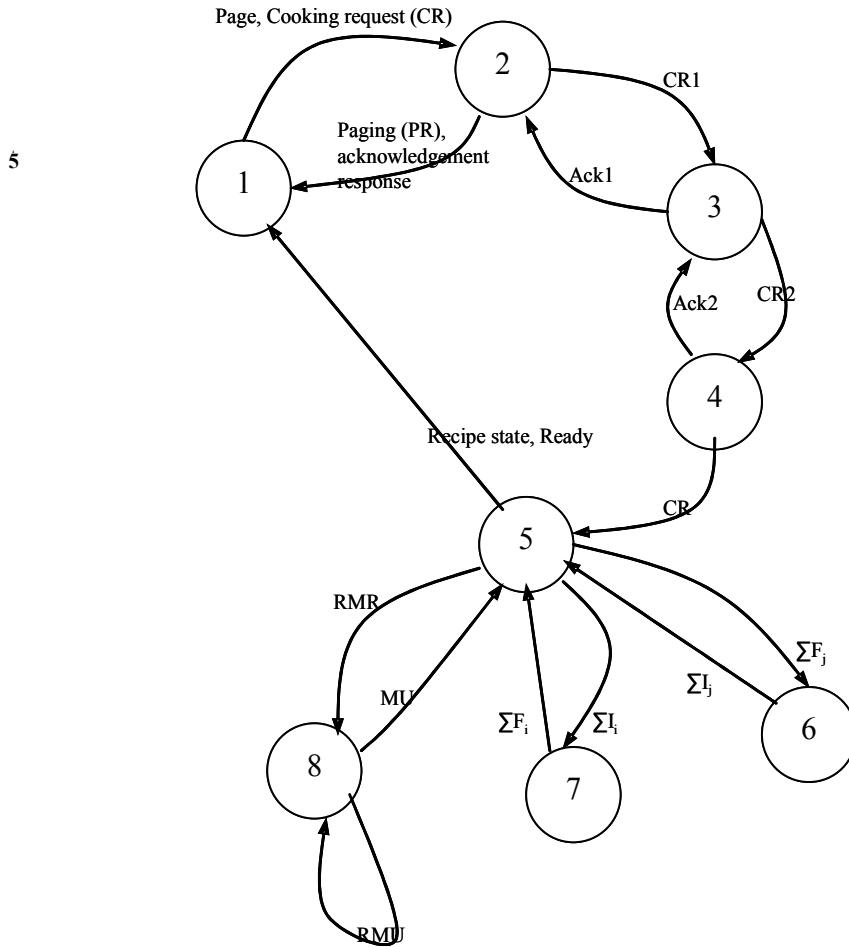 Page, Cooking request (CR)
2
CR1
Paging (PR),
acknowledgement
response
5
1
Ack1
3
CR2
Ack2
4
Recipe state, Ready
CR
5
RMR
∑Fj
∑Ij
MU
∑Fi
∑Ii
6
8
7
RMU